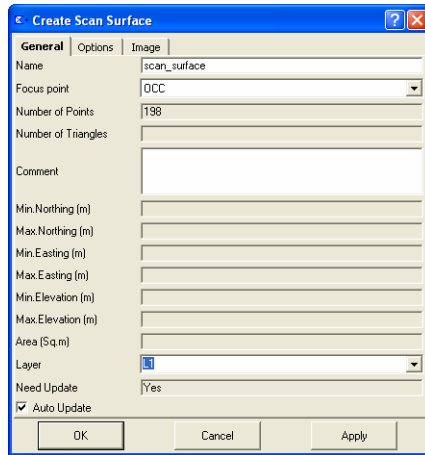 Create Scan Surface
General Options Image
Name scan_surface
Focus point OCC
Number of Points 198
Number of Triangles
Comment
Min.Northing (m)
Max.Northing (m)
Min.Easting (m)
Max.Easting (m)
Min.Elevation (m)
Max.Elevation (m)
Area (Sq.m)
Layer L1
Need Update Yes
Auto Update
OK Cancel Apply